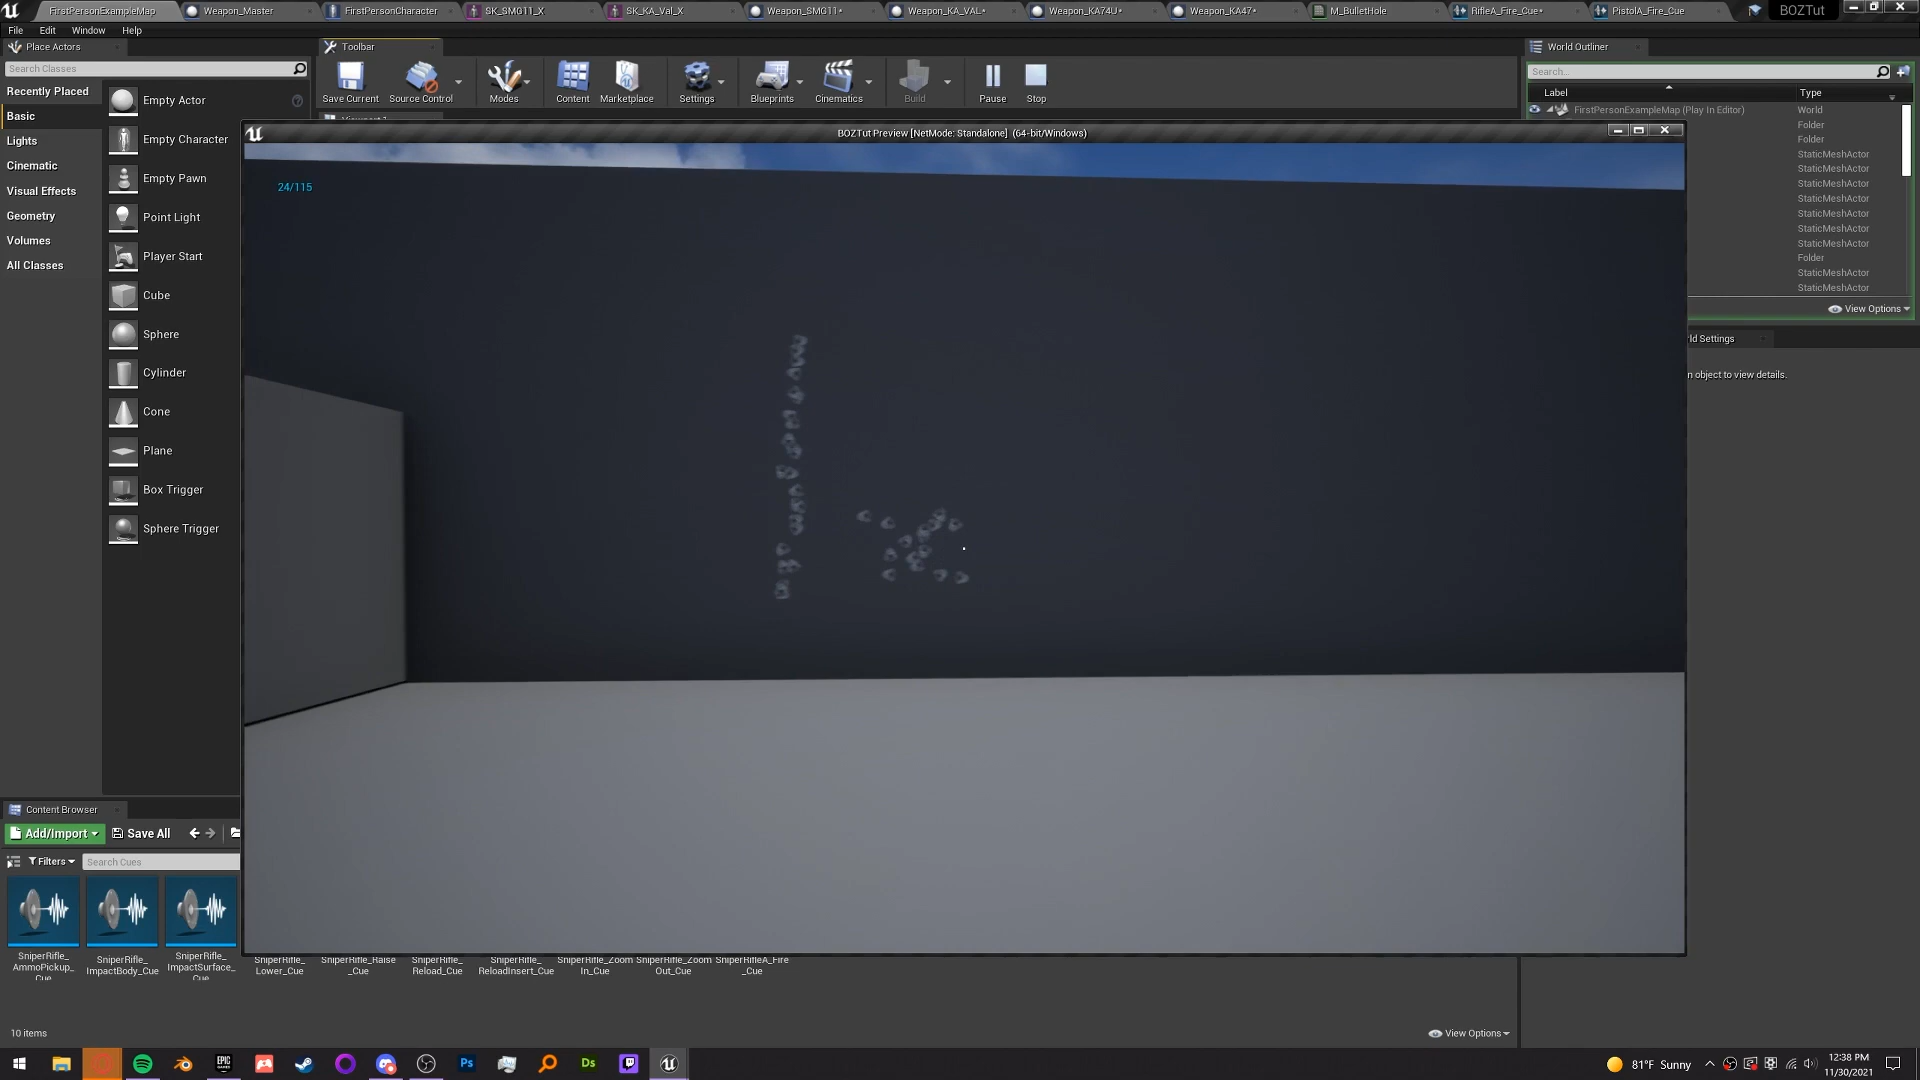 FirstPersonExampleMap
Weapon_Master
FirstPersonCharacter
SK_SMG11_X
SK_KA_Val_X
Weapon_SMG11*
Weapon_KA_VAL*
Weapon_KA74U*
Weapon_KA47*
M_BulletHole
RifleA_Fire_Cue*
PistolA_Fire_Cue
BOZTut
File Edit Window Help
Place Actors
Toolbar
World Outliner
Search Classes
Search...
Recently Played
Basic
Lights
Cinematic
Visual Effects
Geometry
Volumes
All Classes
Empty Actor
Empty Character
Empty Pawn
Point Light
Player Start
Cube
Sphere
Cylinder
Cone
Plane
Box Trigger
Sphere Trigger
Save Current
Source Control
Modes
Content
Marketplace
Settings
Blueprints
Cinematics
Build
Pause
Stop
Label
Type
FirstPersonExampleMap (Play In Editor)
World
Folder
Folder
StaticMeshActor
StaticMeshActor
StaticMeshActor
StaticMeshActor
StaticMeshActor
StaticMeshActor
StaticMeshActor
Folder
StaticMeshActor
StaticMeshActor
View Options
ld Settings
n object to view details.
BOZTut Preview [NetMode: Standalone] (64-bit/Windows)
24/115
Content Browser
Add/Import
Save All
Filters
Search Cues
SniperRifle_
AmmoPickup_
Cue
SniperRifle_
ImpactBody_Cue
SniperRifle_
ImpactSurface_
Cue
SniperRifle_
Lower_Cue
SniperRifle_Raise
_Cue
SniperRifle_
Reload_Cue
SniperRifle_
ReloadInsert_Cue
SniperRifle_Zoom
In_Cue
SniperRifle_Zoom
Out_Cue
SniperRifleA_Fire
_Cue
10 items
View Options
EPIC
GAMES
Ps
Ds
81°F Sunny
12:38 PM
11/30/2021